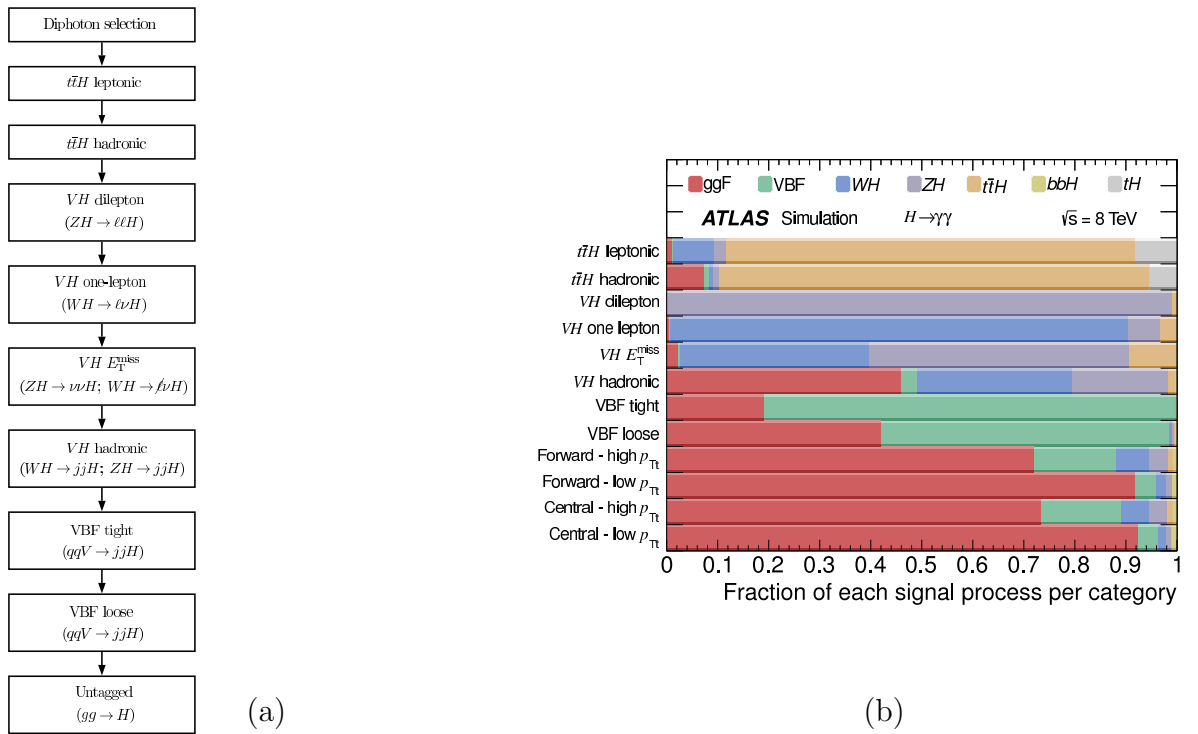 Diphoton selection
tt̄H leptonic
tt̄H hadronic
VH dilepton
(ZH → ℓℓH)
VH one-lepton
(WH → ℓνH)
VH E_T^miss
(ZH → ννH; WH → ℓ̸νH)
VH hadronic
(WH → jjH; ZH → jjH)
VBF tight
(qqV → jjH)
VBF loose
(qqV → jjH)
Untagged
(gg → H)
(a)
ggF VBF WH ZH tt̄H bbH tH
ATLAS Simulation H→γγ √s = 8 TeV
tt̄H leptonic
tt̄H hadronic
VH dilepton
VH one lepton
VH E_T^miss
VH hadronic
VBF tight
VBF loose
Forward - high p_Tt
Forward - low p_Tt
Central - high p_Tt
Central - low p_Tt
0 0.1 0.2 0.3 0.4 0.5 0.6 0.7 0.8 0.9 1
Fraction of each signal process per category
(b)